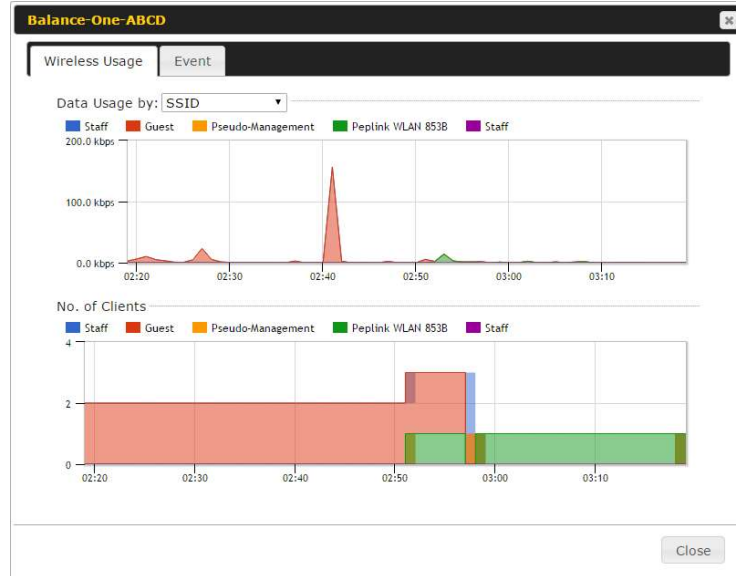 Balance-One-ABCD
Wireless Usage Event
Data Usage by: SSID
Staff Guest Pseudo-Management Peplink WLAN 853B Staff
200.0 kbps
100.0 kbps
0.0 kbps
02:20 02:30 02:40 02:50 03:00 03:10
No. of Clients
Staff Guest Pseudo-Management Peplink WLAN 853B Staff
4
2
0
02:20 02:30 02:40 02:50 03:00 03:10
Close